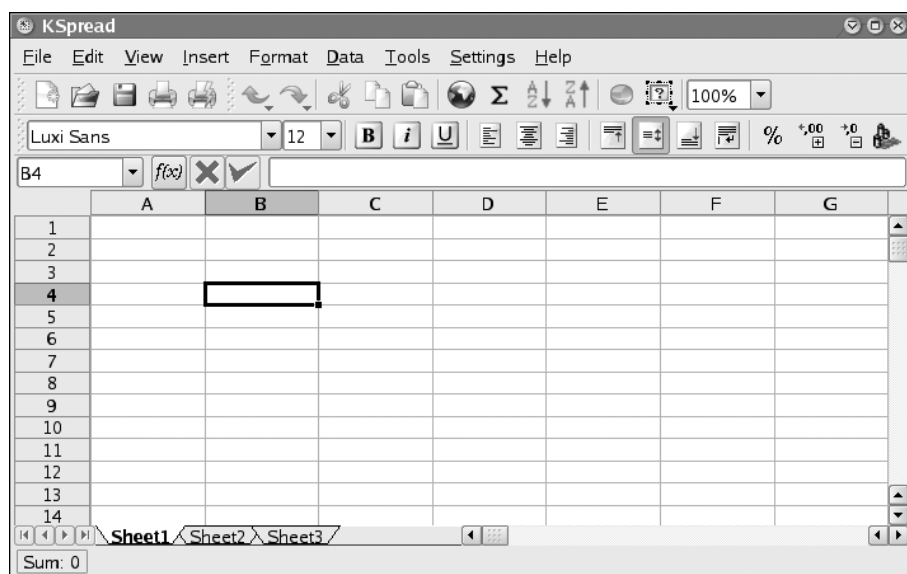 KSpread
File Edit View Insert Format Data Tools Settings Help
100%
Luxi Sans 12 B i U %
B4 f(x)
A B C D E F G
1
2
3
4
5
6
7
8
9
10
11
12
13
14
Sheet1 Sheet2 Sheet3
Sum: 0